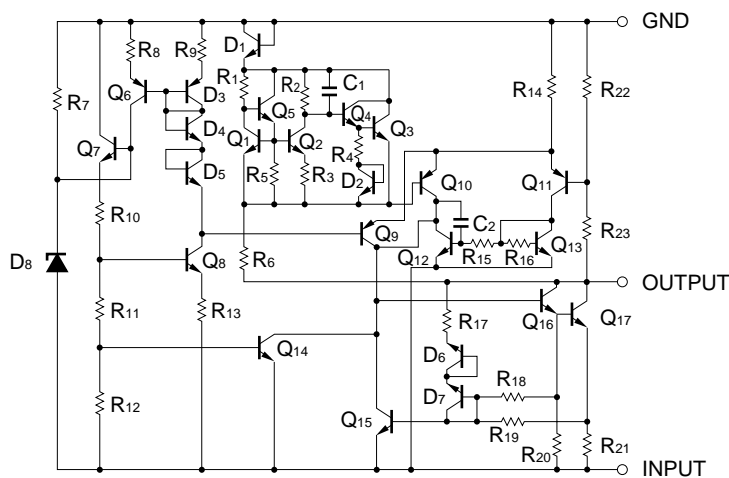 GND
R8
R9
D1
R7
Q6
D3
R1
R2
C1
R14
R22
D4
Q5
Q4
Q3
Q7
Q1
Q2
R4
D5
R5
R3
D2
Q10
Q11
R10
Q9
C2
R23
D8
Q8
R6
Q12
R15
R16
Q13
OUTPUT
R11
R13
R17
Q16
Q17
Q14
D6
R12
D7
R18
Q15
R19
R20
R21
INPUT